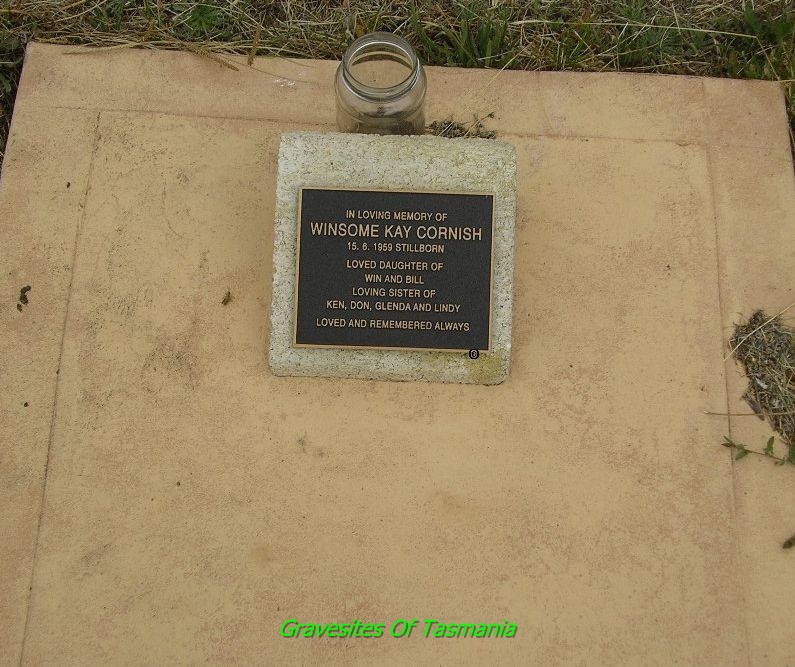 IN LOVING MEMORY OF
WINSOME KAY CORNISH
15. 6. 1959 STILLBORN
LOVED DAUGHTER OF
WIN AND BILL
LOVING SISTER OF
KEN, DON, GLENDA AND LINDY
LOVED AND REMEMBERED ALWAYS
Gravesites Of Tasmania